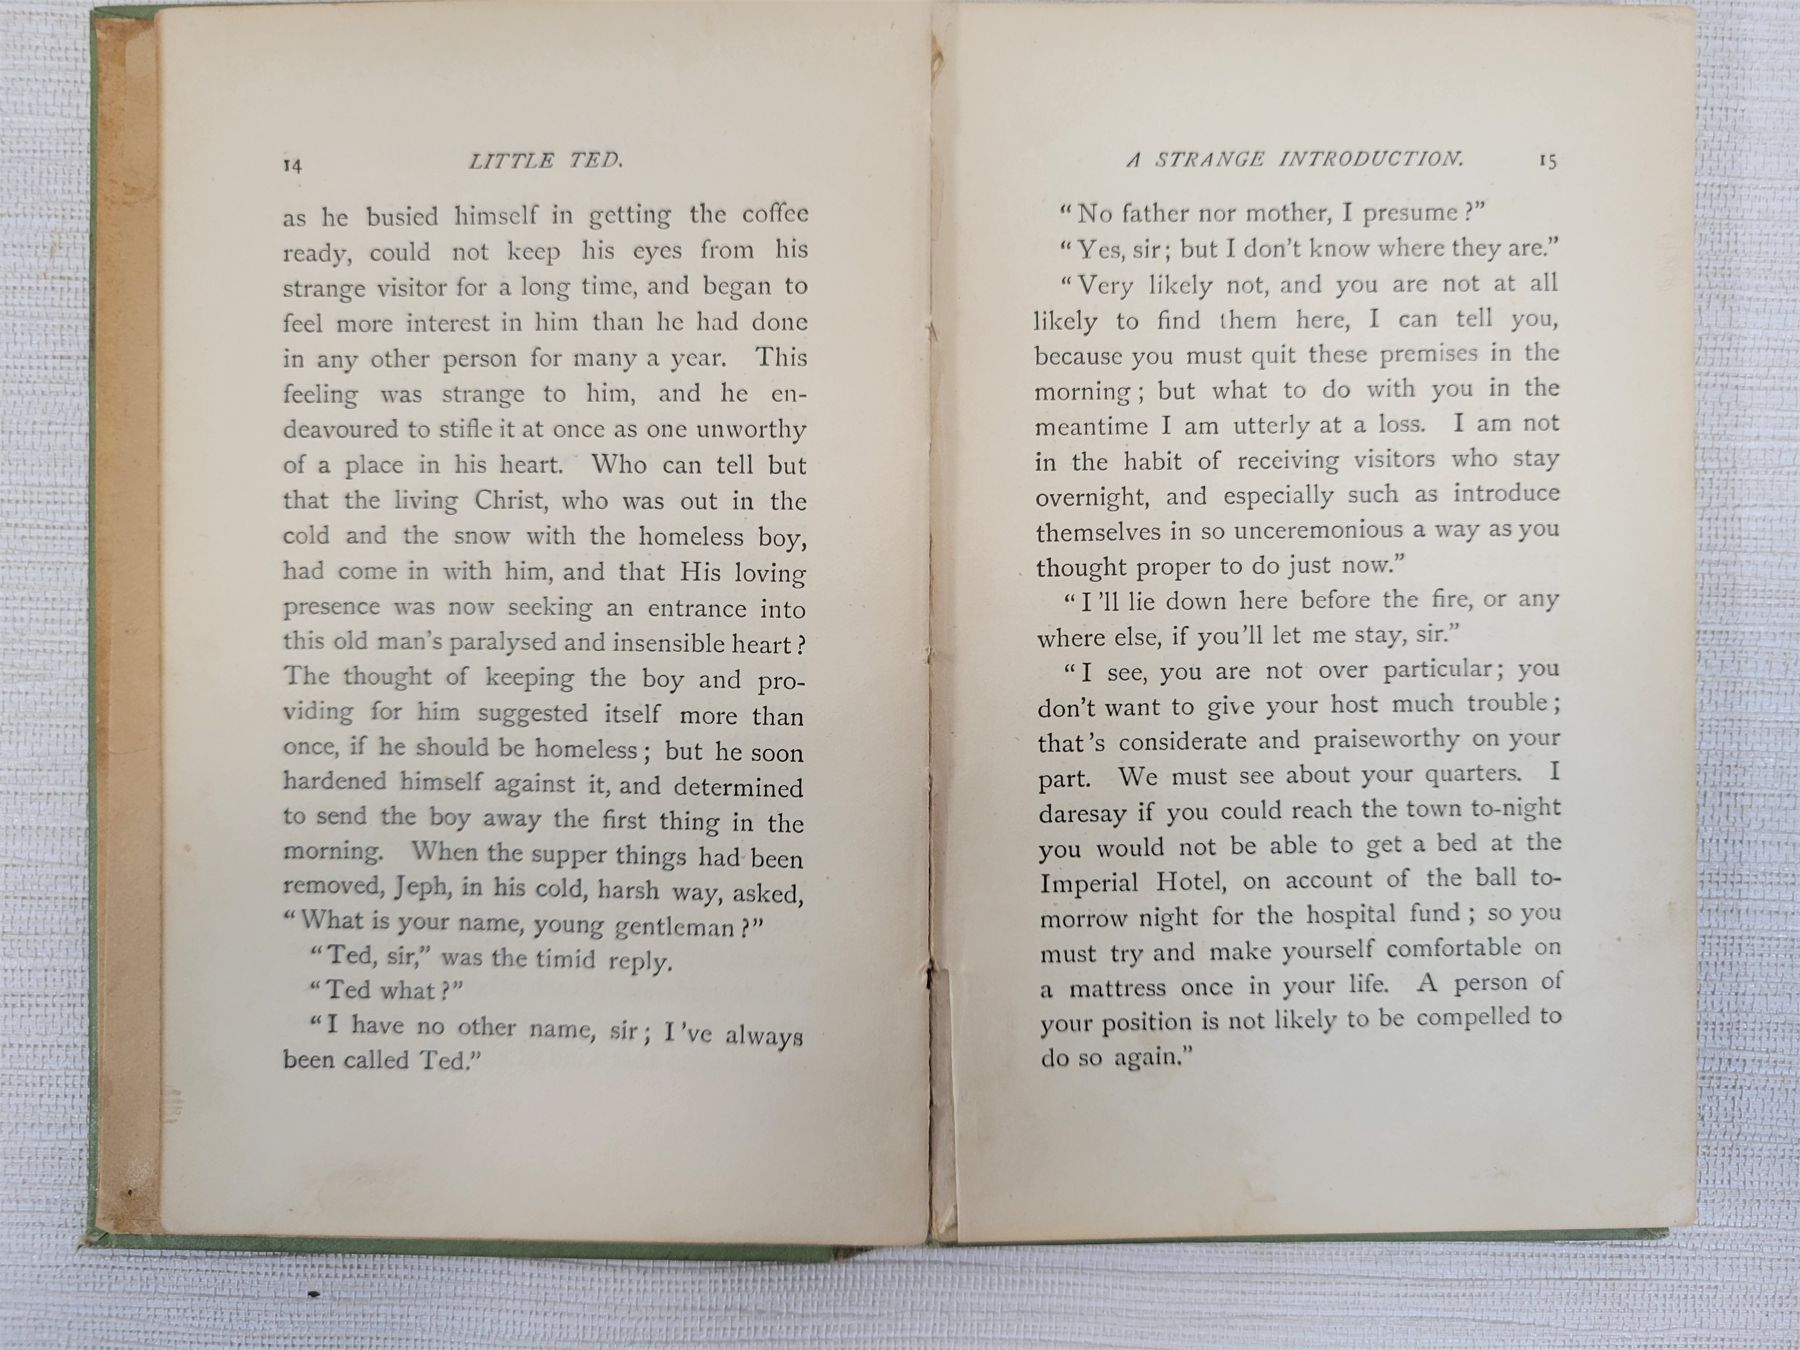 14 LITTLE TED.
as he busied himself in getting the coffee
ready, could not keep his eyes from his
strange visitor for a long time, and began to
feel more interest in him than he had done
in any other person for many a year. This
feeling was strange to him, and he en-
deavoured to stifle it at once as one unworthy
of a place in his heart. Who can tell but
that the living Christ, who was out in the
cold and the snow with the homeless boy,
had come in with him, and that His loving
presence was now seeking an entrance into
this old man's paralysed and insensible heart?
The thought of keeping the boy and pro-
viding for him suggested itself more than
once, if he should be homeless; but he soon
hardened himself against it, and determined
to send the boy away the first thing in the
morning. When the supper things had been
removed, Jeph, in his cold, harsh way, asked,
“What is your name, young gentleman?”
“Ted, sir,” was the timid reply.
“Ted what?”
“I have no other name, sir; I've always
been called Ted.”
A STRANGE INTRODUCTION. 15
“No father nor mother, I presume?”
“Yes, sir; but I don't know where they are.”
“Very likely not, and you are not at all
likely to find them here, I can tell you,
because you must quit these premises in the
morning; but what to do with you in the
meantime I am utterly at a loss. I am not
in the habit of receiving visitors who stay
overnight, and especially such as introduce
themselves in so unceremonious a way as you
thought proper to do just now.”
“I'll lie down here before the fire, or any
where else, if you'll let me stay, sir.”
“I see, you are not over particular; you
don't want to give your host much trouble;
that's considerate and praiseworthy on your
part. We must see about your quarters. I
daresay if you could reach the town to-night
you would not be able to get a bed at the
Imperial Hotel, on account of the ball to-
morrow night for the hospital fund; so you
must try and make yourself comfortable on
a mattress once in your life. A person of
your position is not likely to be compelled to
do so again.”